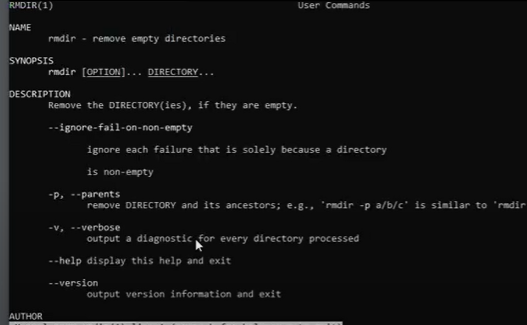 RMDIR(1) User Commands
NAME
rmdir - remove empty directories
SYNOPSIS
rmdir [OPTION]... DIRECTORY...
DESCRIPTION
Remove the DIRECTORY(ies), if they are empty.
--ignore-fail-on-non-empty
ignore each failure that is solely because a directory
is non-empty
-p, --parents
remove DIRECTORY and its ancestors; e.g., `rmdir -p a/b/c' is similar to `rmdir
-v, --verbose
output a diagnostic for every directory processed
--help display this help and exit
--version
output version information and exit
AUTHOR